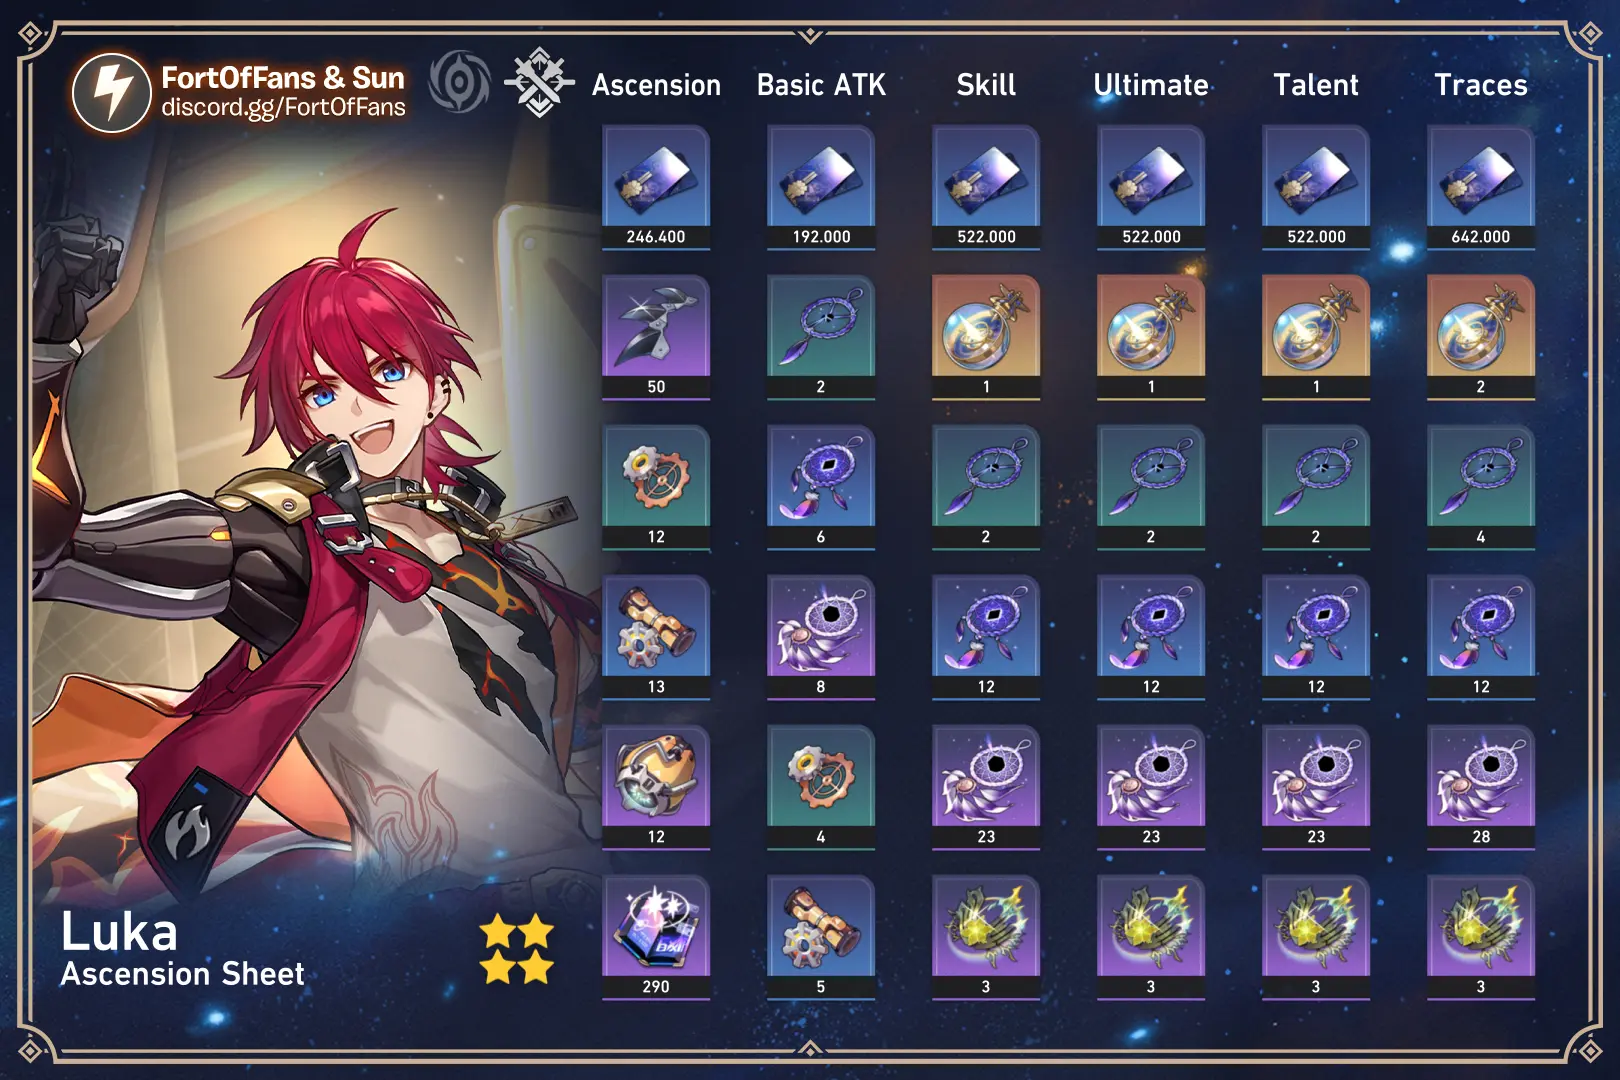 FortOfFans & Sun
discord.gg/FortOfFans
Ascension Basic ATK Skill Ultimate Talent Traces
246.400 192.000 522.000 522.000 522.000 642.000
50 2 1 1 1 2
12 6 2 2 2 4
13 8 12 12 12 12
12 4 23 23 23 28
290 5 3 3 3 3
Luka
Ascension Sheet